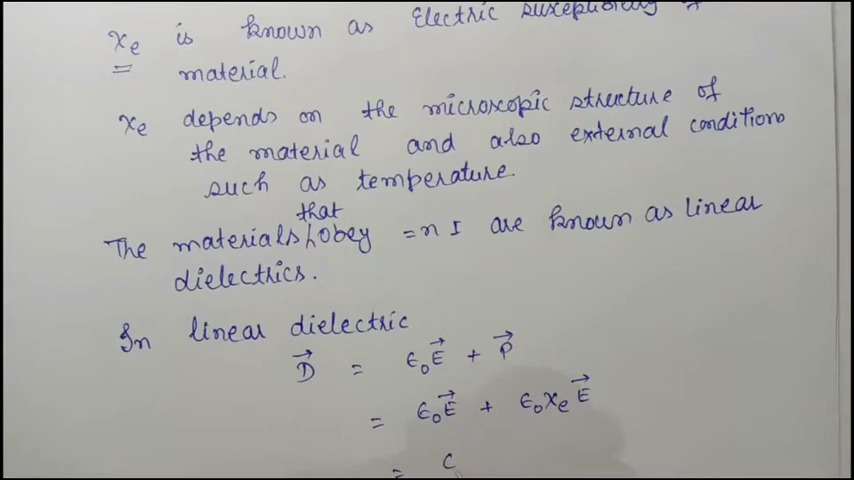 χe is known as Electric susceptibility
material.
χe depends on the microscopic structure of
the material and also external conditions
such as temperature.
that
The materials obey =n I are known as linear
dielectrics.
In linear dielectric
D⃗ = ε₀E⃗ + P⃗
= ε₀E⃗ + ε₀χeE⃗
=